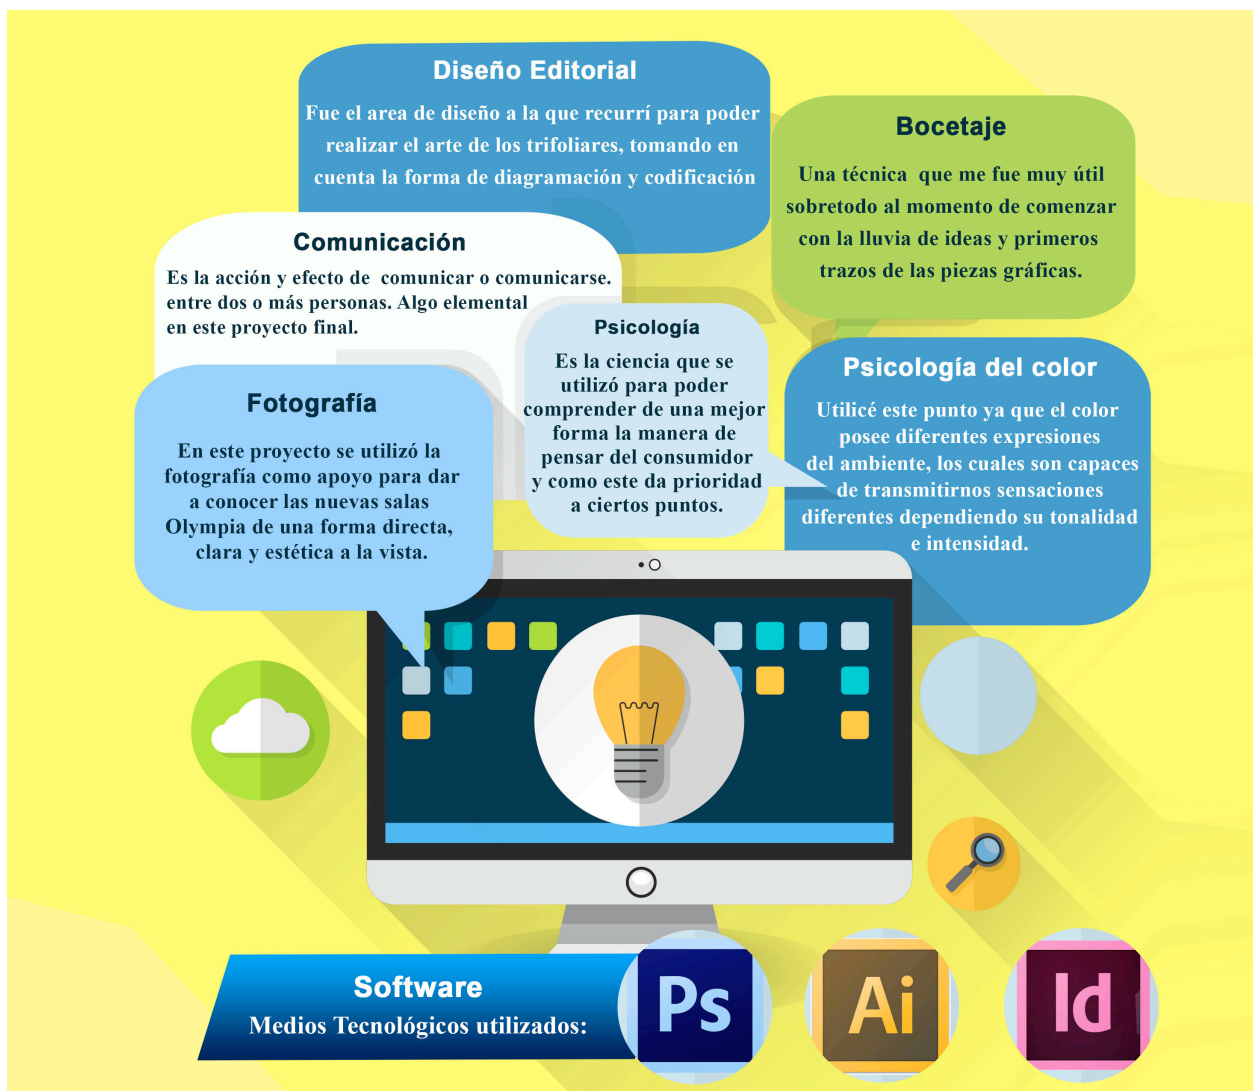 Diseño Editorial
Fue el area de diseño a la que recurrí para poder
realizar el arte de los trifoliares, tomando en
cuenta la forma de diagramación y codificación
Bocetaje
Una técnica que me fue muy útil
sobretodo al momento de comenzar
con la lluvia de ideas y primeros
trazos de las piezas gráficas.
Comunicación
Es la acción y efecto de comunicar o comunicarse.
entre dos o más personas. Algo elemental
en este proyecto final.
Psicología
Es la ciencia que se
utilizó para poder
comprender de una mejor
forma la manera de
pensar del consumidor
y como este da prioridad
a ciertos puntos.
Psicología del color
Utilicé este punto ya que el color
posee diferentes expresiones
del ambiente, los cuales son capaces
de transmitirnos sensaciones
diferentes dependiendo su tonalidad
e intensidad.
Fotografía
En este proyecto se utilizó la
fotografía como apoyo para dar
a conocer las nuevas salas
Olympia de una forma directa,
clara y estética a la vista.
Software
Medios Tecnológicos utilizados:
Ps
Ai
Id